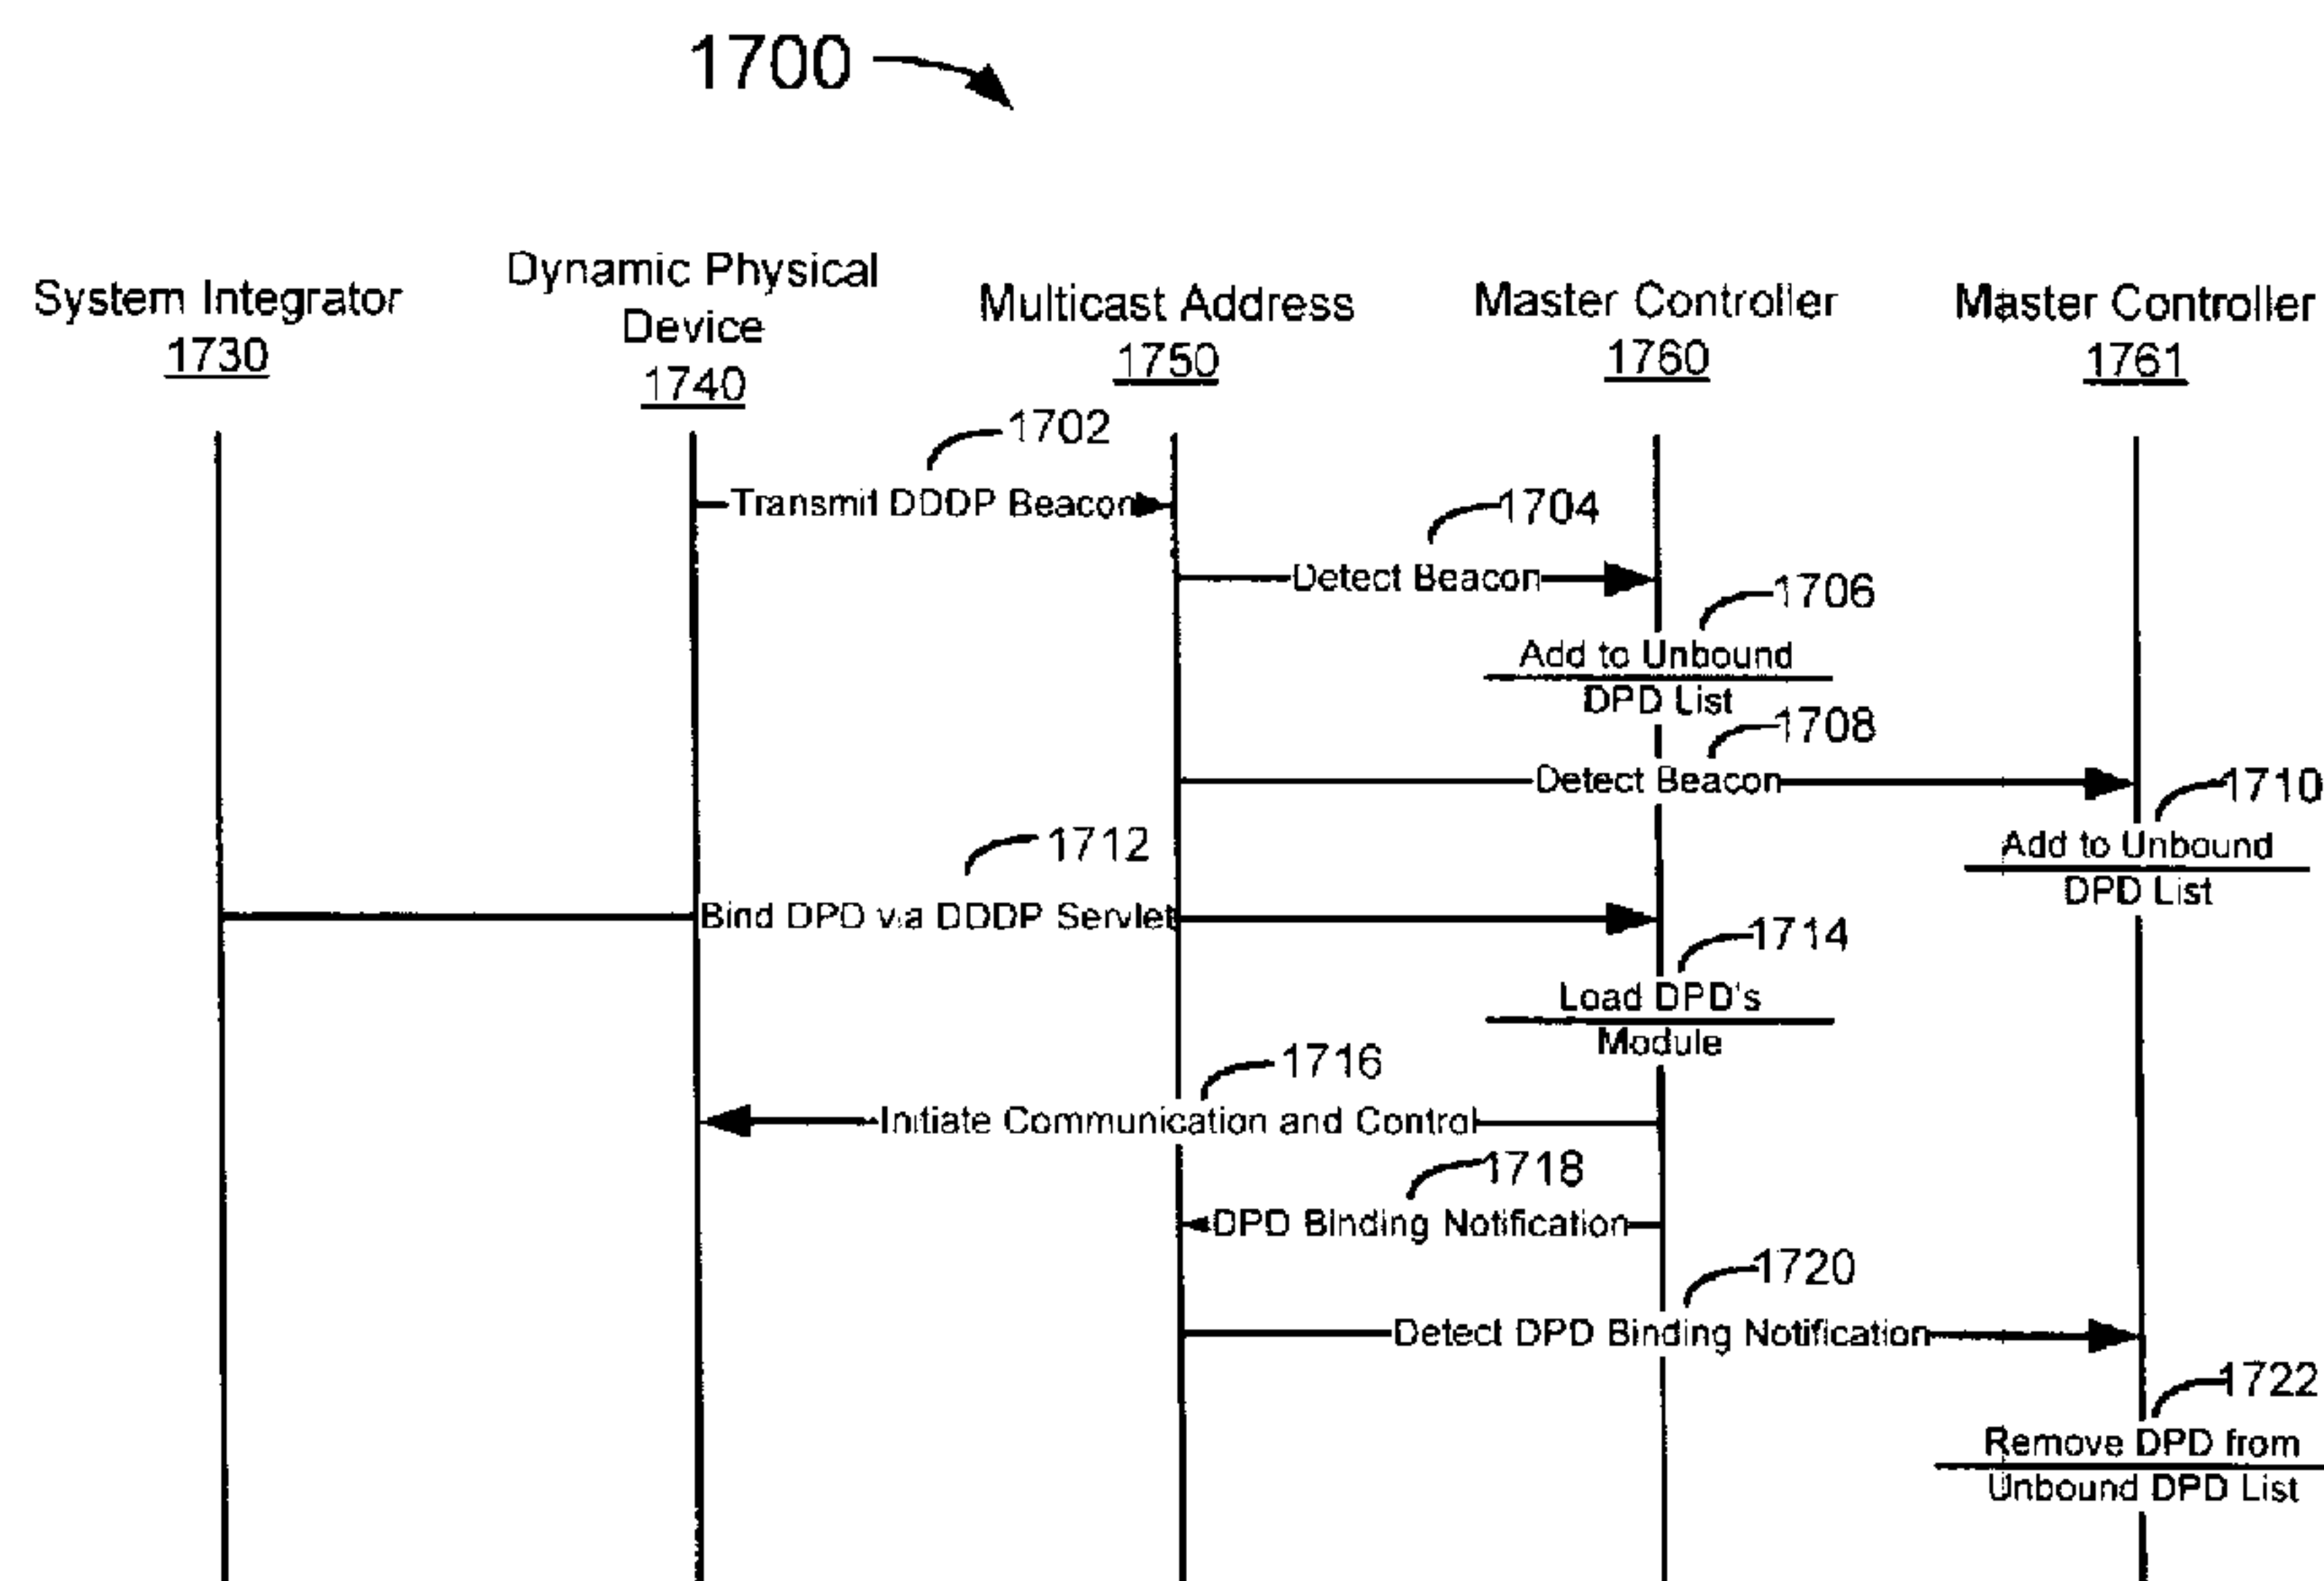 1700
System Integrator
1730
Dynamic Physical
Device
1740
Multicast Address
1750
Master Controller
1760
Master Controller
1761
1702
Transmit DDDP Beacon
1704
Detect Beacon
1706
Add to Unbound
DPD List
1708
Detect Beacon
1710
Add to Unbound
DPD List
1712
Bind DPD via DDDP Servlet
1714
Load DPD's
Module
1716
Initiate Communication and Control
1718
DPD Binding Notification
1720
Detect DPD Binding Notification
1722
Remove DPD from
Unbound DPD List